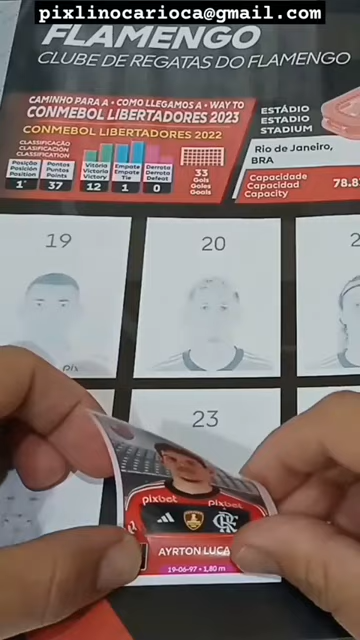 pixlinocarioca@gmail.com
FLAMENGO
CLUBE DE REGATAS DO FLAMENGO
CAMINHO PARA A • COMO LLEGAMOS A • WAY TO
CONMEBOL LIBERTADORES 2023
CONMEBOL LIBERTADORES 2022
CLASSIFICAÇÃO
CLASIFICACIÓN
CLASSIFICATION
Posição
Posición
Position
1°
Pontos
Puntos
Points
37
Vitória
Victoria
Victory
12
Empate
Empate
Tie
1
Derrota
Derrota
Defeat
0
33
Gols
Goles
Goals
ESTÁDIO
ESTADIO
STADIUM
Rio de Janeiro,
BRA
Capacidade
Capacidad
Capacity
19
20
23
pixbet
pixbet
AYRTON LUCA
19-06-97 • 1,80 m